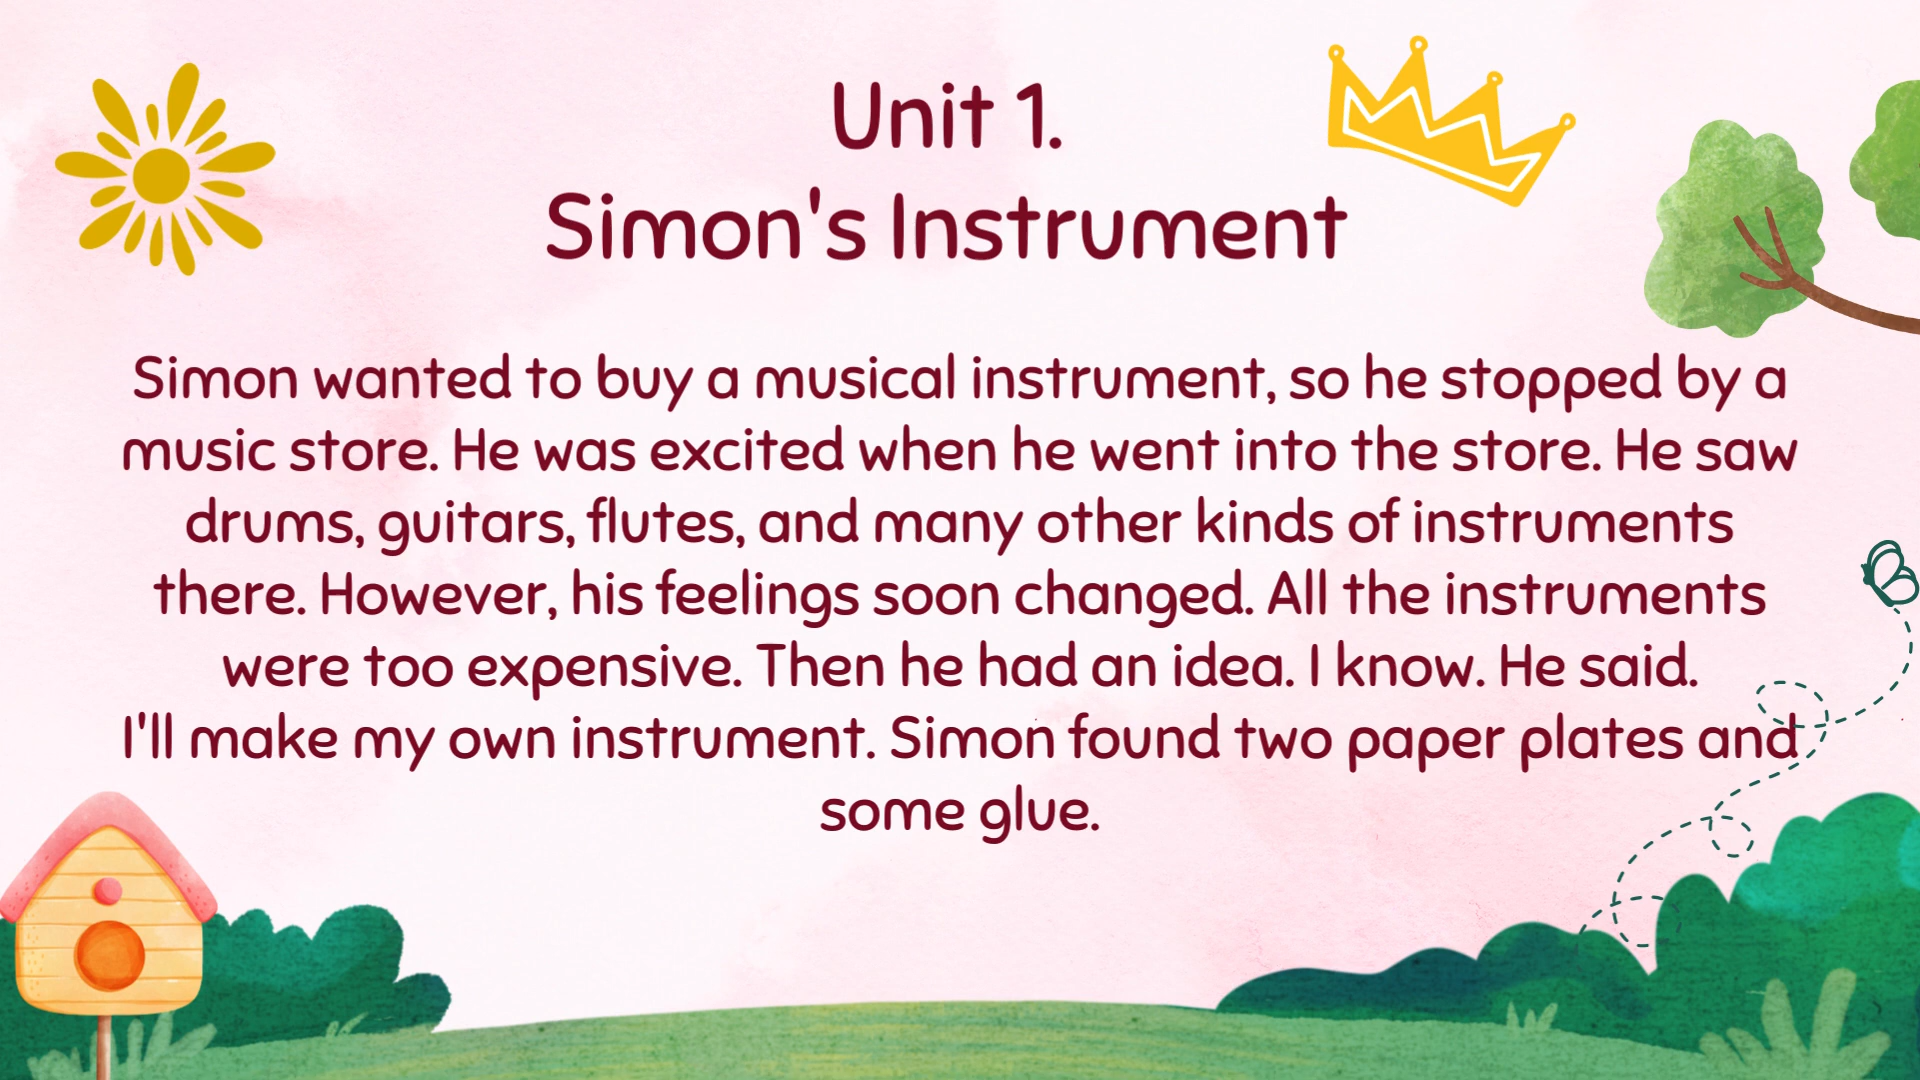 Unit 1.
Simon's Instrument
Simon wanted to buy a musical instrument, so he stopped by a
music store. He was excited when he went into the store. He saw
drums, guitars, flutes, and many other kinds of instruments
there. However, his feelings soon changed. All the instruments
were too expensive. Then he had an idea. I know. He said.
I'll make my own instrument. Simon found two paper plates and
some glue.